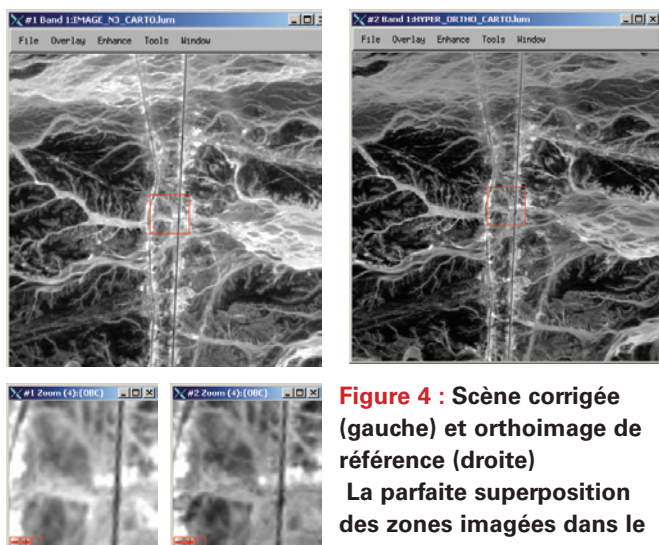 #1 Band 1:IMAGE_N3_CARTO.lum
File Overlay Enhance Tools Window
#2 Band 1:HYPER_ORTHO_CARTO.lum
File Overlay Enhance Tools Window
#1 Zoom (4):(OBC)
#2 Zoom (4):(OBC)
Figure 4 : Scène corrigée
(gauche) et orthoimage de
référence (droite)
La parfaite superposition
des zones imagées dans le